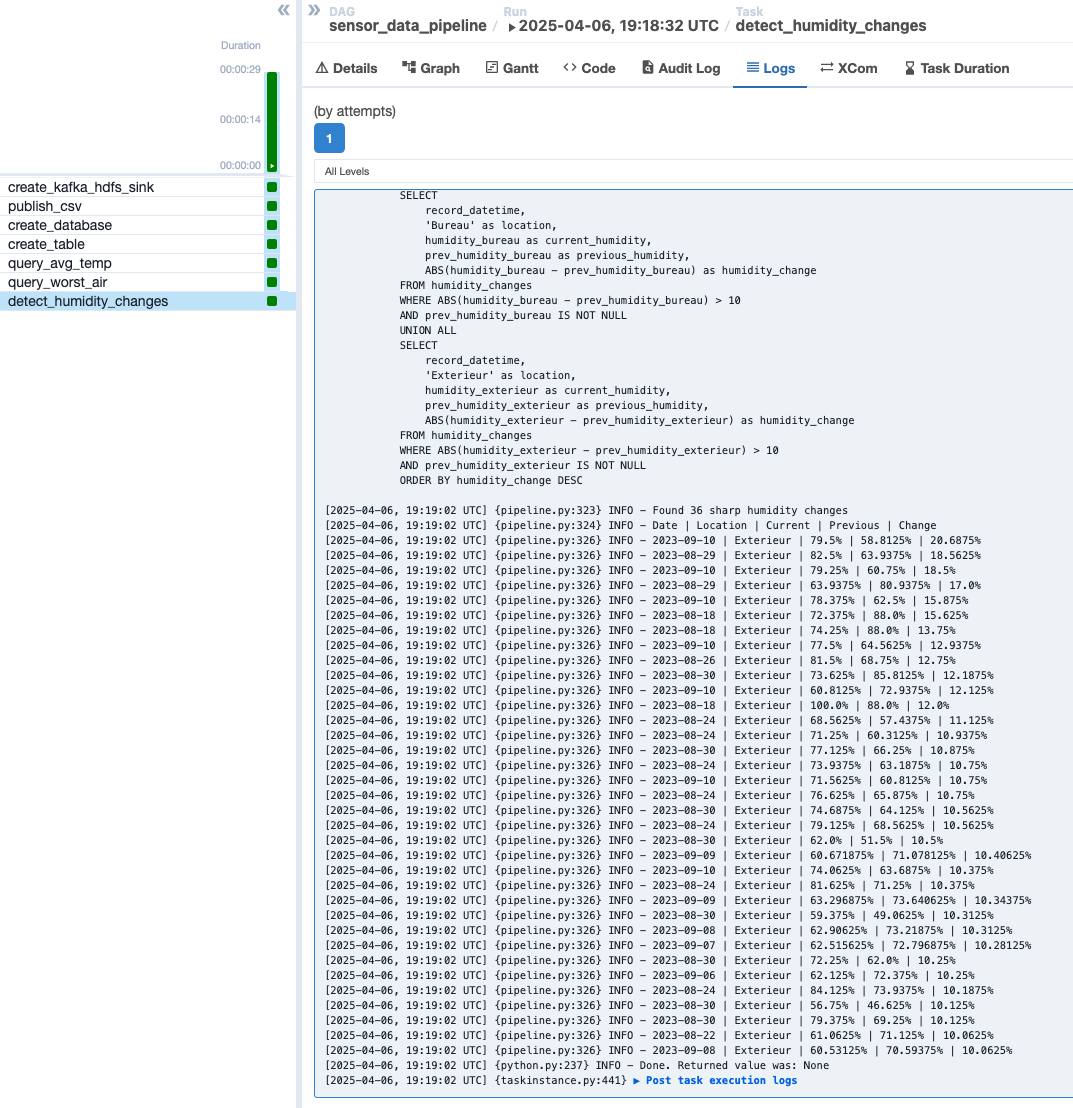 «
»
DAG
sensor_data_pipeline
/
Run
2025-04-06, 19:18:32 UTC
/
Task
detect_humidity_changes
Duration
00:00:29
00:00:14
00:00:00
create_kafka_hdfs_sink
publish_csv
create_database
create_table
query_avg_temp
query_worst_air
detect_humidity_changes
Details
Graph
Gantt
Code
Audit Log
Logs
XCom
Task Duration
(by attempts)
1
All Levels
SELECT
record_datetime,
'Bureau' as location,
humidity_bureau as current_humidity,
prev_humidity_bureau as previous_humidity,
ABS(humidity_bureau - prev_humidity_bureau) as humidity_change
FROM humidity_changes
WHERE ABS(humidity_bureau - prev_humidity_bureau) > 10
AND prev_humidity_bureau IS NOT NULL
UNION ALL
SELECT
record_datetime,
'Exterieur' as location,
humidity_exterieur as current_humidity,
prev_humidity_exterieur as previous_humidity,
ABS(humidity_exterieur - prev_humidity_exterieur) as humidity_change
FROM humidity_changes
WHERE ABS(humidity_exterieur - prev_humidity_exterieur) > 10
AND prev_humidity_exterieur IS NOT NULL
ORDER BY humidity_change DESC
[2025-04-06, 19:19:02 UTC] {pipeline.py:323} INFO - Found 36 sharp humidity changes
[2025-04-06, 19:19:02 UTC] {pipeline.py:324} INFO - Date | Location | Current | Previous | Change
[2025-04-06, 19:19:02 UTC] {pipeline.py:326} INFO - 2023-09-10 | Exterieur | 79.5% | 58.8125% | 20.6875%
[2025-04-06, 19:19:02 UTC] {pipeline.py:326} INFO - 2023-08-29 | Exterieur | 82.5% | 63.9375% | 18.5625%
[2025-04-06, 19:19:02 UTC] {pipeline.py:326} INFO - 2023-09-10 | Exterieur | 79.25% | 60.75% | 18.5%
[2025-04-06, 19:19:02 UTC] {pipeline.py:326} INFO - 2023-08-29 | Exterieur | 63.9375% | 80.9375% | 17.0%
[2025-04-06, 19:19:02 UTC] {pipeline.py:326} INFO - 2023-09-10 | Exterieur | 78.375% | 62.5% | 15.875%
[2025-04-06, 19:19:02 UTC] {pipeline.py:326} INFO - 2023-08-18 | Exterieur | 72.375% | 88.0% | 15.625%
[2025-04-06, 19:19:02 UTC] {pipeline.py:326} INFO - 2023-08-18 | Exterieur | 74.25% | 88.0% | 13.75%
[2025-04-06, 19:19:02 UTC] {pipeline.py:326} INFO - 2023-09-10 | Exterieur | 77.5% | 64.5625% | 12.9375%
[2025-04-06, 19:19:02 UTC] {pipeline.py:326} INFO - 2023-08-26 | Exterieur | 81.5% | 68.75% | 12.75%
[2025-04-06, 19:19:02 UTC] {pipeline.py:326} INFO - 2023-08-30 | Exterieur | 73.625% | 85.8125% | 12.1875%
[2025-04-06, 19:19:02 UTC] {pipeline.py:326} INFO - 2023-09-10 | Exterieur | 60.8125% | 72.9375% | 12.125%
[2025-04-06, 19:19:02 UTC] {pipeline.py:326} INFO - 2023-08-18 | Exterieur | 100.0% | 88.0% | 12.0%
[2025-04-06, 19:19:02 UTC] {pipeline.py:326} INFO - 2023-08-24 | Exterieur | 68.5625% | 57.4375% | 11.125%
[2025-04-06, 19:19:02 UTC] {pipeline.py:326} INFO - 2023-08-24 | Exterieur | 71.25% | 60.3125% | 10.9375%
[2025-04-06, 19:19:02 UTC] {pipeline.py:326} INFO - 2023-08-30 | Exterieur | 77.125% | 66.25% | 10.875%
[2025-04-06, 19:19:02 UTC] {pipeline.py:326} INFO - 2023-08-24 | Exterieur | 73.9375% | 63.1875% | 10.75%
[2025-04-06, 19:19:02 UTC] {pipeline.py:326} INFO - 2023-09-10 | Exterieur | 71.5625% | 60.8125% | 10.75%
[2025-04-06, 19:19:02 UTC] {pipeline.py:326} INFO - 2023-08-24 | Exterieur | 76.625% | 65.875% | 10.75%
[2025-04-06, 19:19:02 UTC] {pipeline.py:326} INFO - 2023-08-30 | Exterieur | 74.6875% | 64.125% | 10.5625%
[2025-04-06, 19:19:02 UTC] {pipeline.py:326} INFO - 2023-08-24 | Exterieur | 79.125% | 68.5625% | 10.5625%
[2025-04-06, 19:19:02 UTC] {pipeline.py:326} INFO - 2023-08-30 | Exterieur | 62.0% | 51.5% | 10.5%
[2025-04-06, 19:19:02 UTC] {pipeline.py:326} INFO - 2023-09-09 | Exterieur | 60.671875% | 71.078125% | 10.40625%
[2025-04-06, 19:19:02 UTC] {pipeline.py:326} INFO - 2023-09-10 | Exterieur | 74.0625% | 63.6875% | 10.375%
[2025-04-06, 19:19:02 UTC] {pipeline.py:326} INFO - 2023-08-24 | Exterieur | 81.625% | 71.25% | 10.375%
[2025-04-06, 19:19:02 UTC] {pipeline.py:326} INFO - 2023-09-09 | Exterieur | 63.296875% | 73.640625% | 10.34375%
[2025-04-06, 19:19:02 UTC] {pipeline.py:326} INFO - 2023-08-30 | Exterieur | 59.375% | 49.0625% | 10.3125%
[2025-04-06, 19:19:02 UTC] {pipeline.py:326} INFO - 2023-09-08 | Exterieur | 62.90625% | 73.21875% | 10.3125%
[2025-04-06, 19:19:02 UTC] {pipeline.py:326} INFO - 2023-09-07 | Exterieur | 62.515625% | 72.796875% | 10.28125%
[2025-04-06, 19:19:02 UTC] {pipeline.py:326} INFO - 2023-08-30 | Exterieur | 72.25% | 62.0% | 10.25%
[2025-04-06, 19:19:02 UTC] {pipeline.py:326} INFO - 2023-09-06 | Exterieur | 62.125% | 72.375% | 10.25%
[2025-04-06, 19:19:02 UTC] {pipeline.py:326} INFO - 2023-08-24 | Exterieur | 84.125% | 73.9375% | 10.1875%
[2025-04-06, 19:19:02 UTC] {pipeline.py:326} INFO - 2023-08-30 | Exterieur | 56.75% | 46.625% | 10.125%
[2025-04-06, 19:19:02 UTC] {pipeline.py:326} INFO - 2023-08-30 | Exterieur | 79.375% | 69.25% | 10.125%
[2025-04-06, 19:19:02 UTC] {pipeline.py:326} INFO - 2023-08-22 | Exterieur | 61.0625% | 71.125% | 10.0625%
[2025-04-06, 19:19:02 UTC] {pipeline.py:326} INFO - 2023-09-08 | Exterieur | 60.53125% | 70.59375% | 10.0625%
[2025-04-06, 19:19:02 UTC] {python.py:237} INFO - Done. Returned value was: None
[2025-04-06, 19:19:02 UTC] {taskinstance.py:441} ▶ Post task execution logs